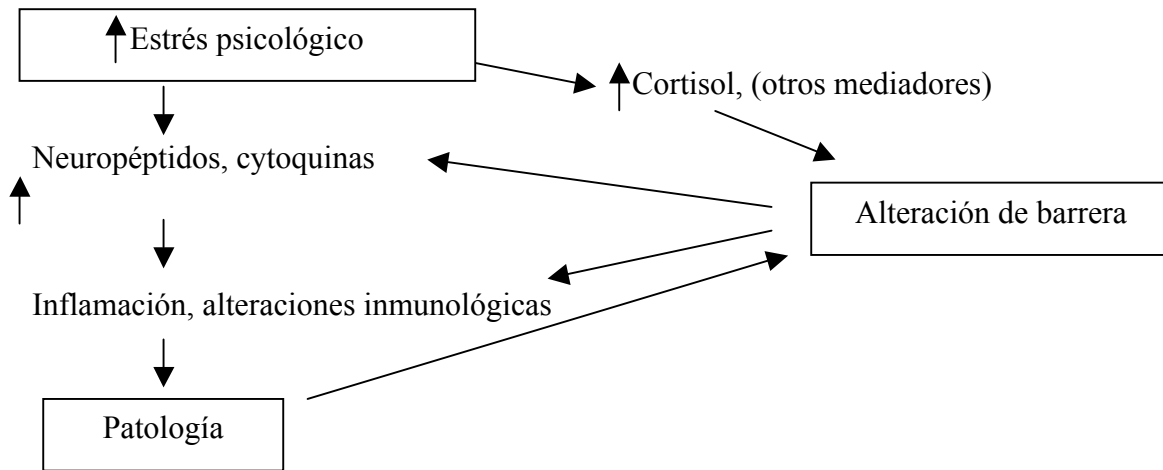 Estrés psicológico
Cortisol, (otros mediadores)
Neuropéptidos, cytoquinas
Alteración de barrera
Inflamación, alteraciones inmunológicas
Patología